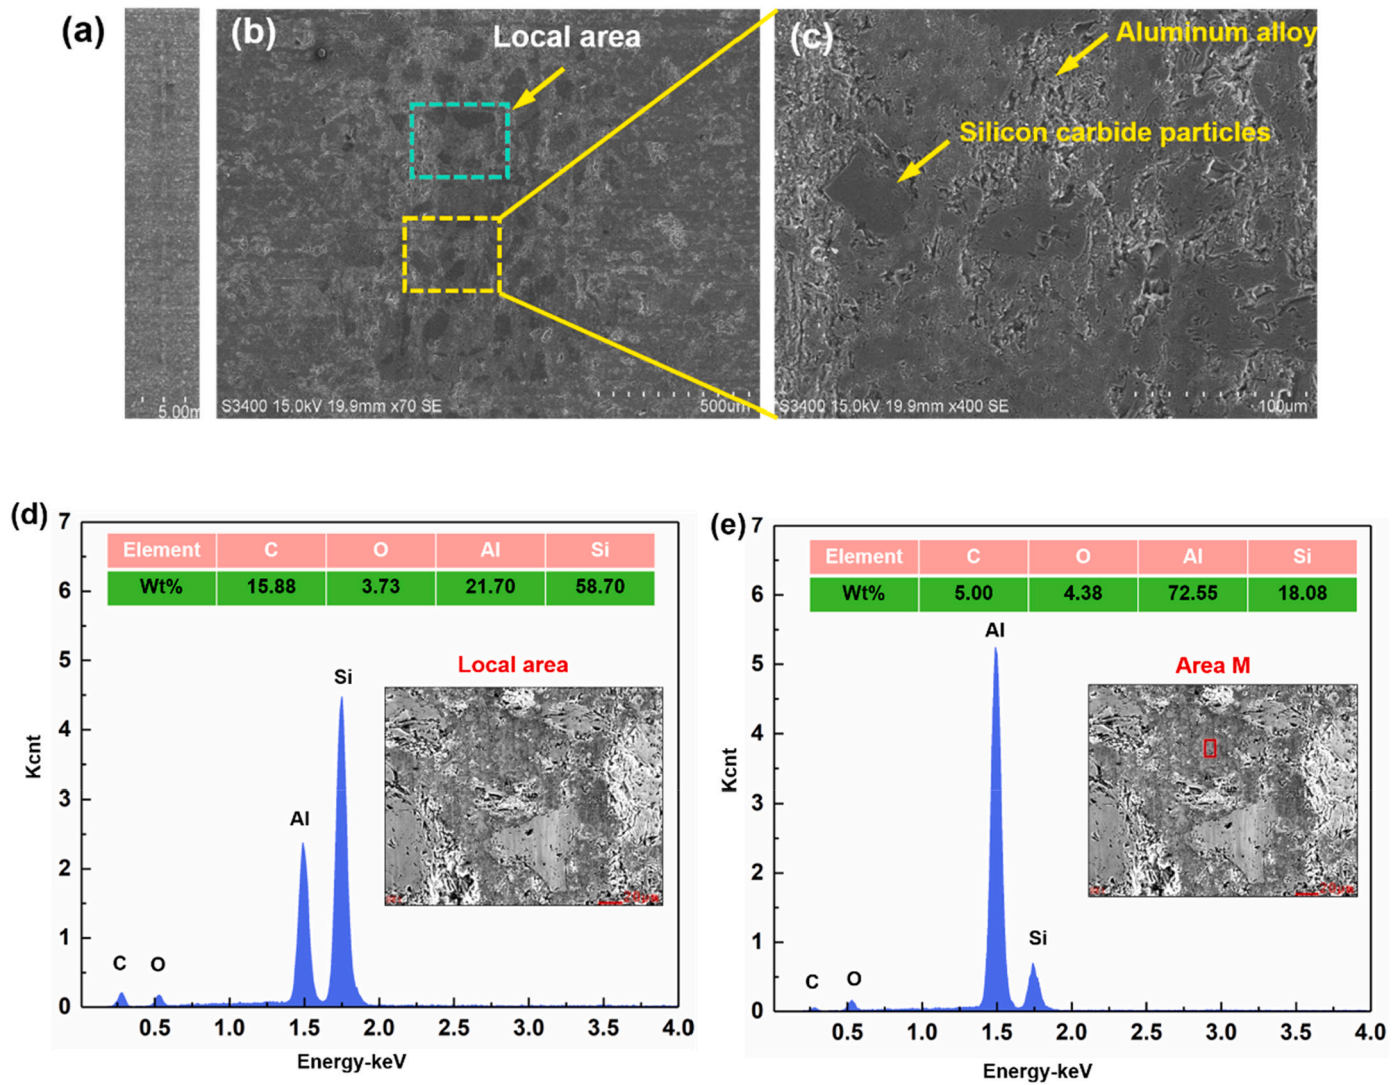 (a)
(b)
Local area
(c)
Aluminum alloy
Silicon carbide particles
5.00m
S3400 15.0kV 19.9mm x70 SE
500um
S3400 15.0kV 19.9mm x400 SE
100um
(d)
7
6
5
4
3
2
1
0
Kcnt
Element C O Al Si
Wt% 15.88 3.73 21.70 58.70
Local area
Si
Al
C
O
20μm
0.5 1.0 1.5 2.0 2.5 3.0 3.5 4.0
Energy-keV
(e)
7
6
5
4
3
2
1
0
Kcnt
Element C O Al Si
Wt% 5.00 4.38 72.55 18.08
Al
Area M
Si
C
O
20μm
0.5 1.0 1.5 2.0 2.5 3.0 3.5 4.0
Energy-keV